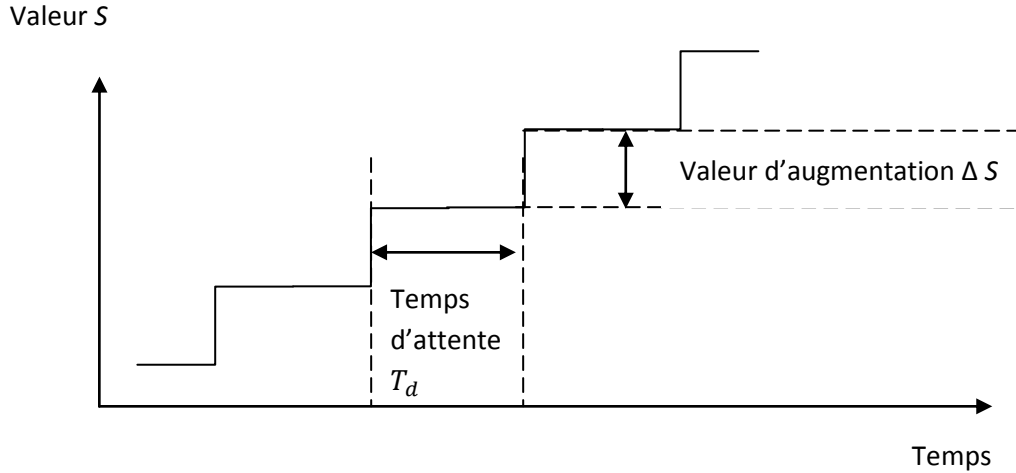 Valeur S
Valeur d'augmentation Δ S
Temps
d'attente
T_d
Temps